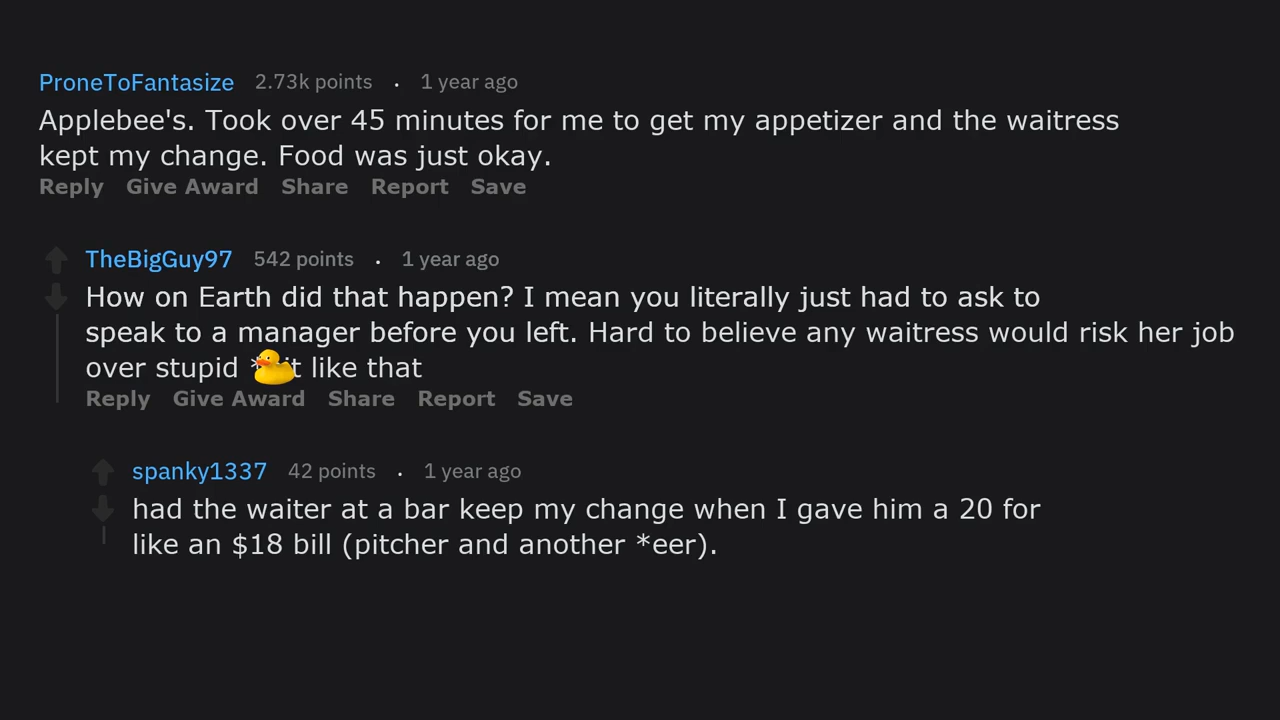 ProneToFantasize 2.73k points . 1 year ago
Applebee's. Took over 45 minutes for me to get my appetizer and the waitress
kept my change. Food was just okay.
Reply Give Award Share Report Save
TheBigGuy97 542 points . 1 year ago
How on Earth did that happen? I mean you literally just had to ask to
speak to a manager before you left. Hard to believe any waitress would risk her job
over stupid like that
Reply Give Award Share Report Save
spanky1337 42 points . 1 year ago
had the waiter at a bar keep my change when I gave him a 20 for
like an $18 bill (pitcher and another *eer).